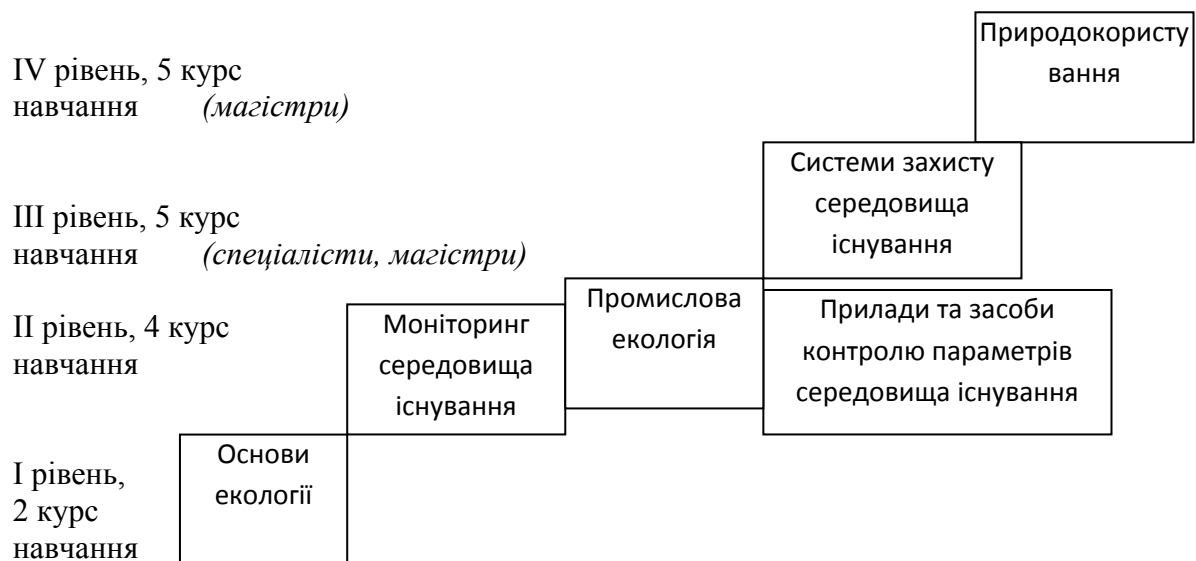 Природокористу
вання
IV рівень, 5 курс
навчання (магістри)
Системи захисту
середовища
існування
III рівень, 5 курс
навчання (спеціалісти, магістри)
Промислова
екологія
Прилади та засоби
контролю параметрів
середовища існування
Моніторинг
середовища
існування
II рівень, 4 курс
навчання
Основи
екології
I рівень,
2 курс
навчання